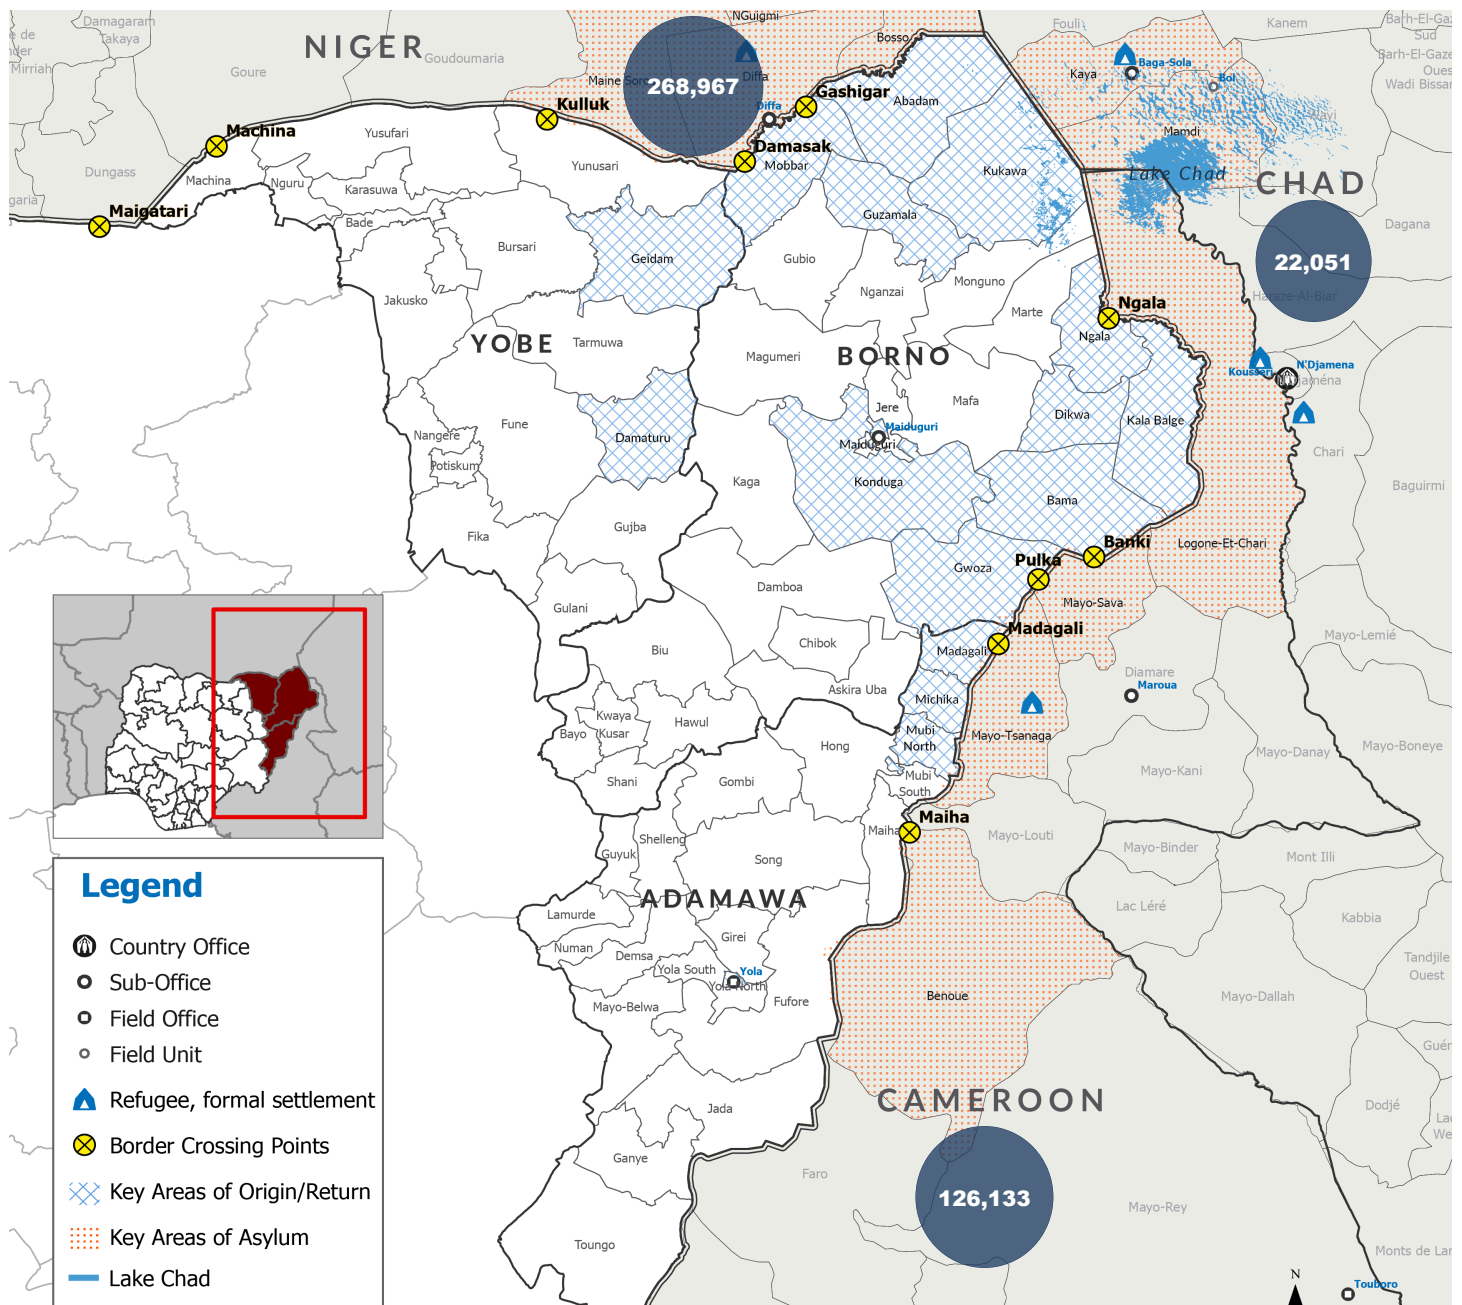 NIGER
Damagaram
Takaya
Mirriah
Goure
Goudoumaria
NGuigmi
Bosso
Diffa
268,967
Diffa
Fouli
Kanem
Kaya
Baga-Sola
Bol
Mamdi
Lake Chad
CHAD
Dagana
22,051
Kulluk
Gashigar
Damasak
Machina
Maigatari
Dungass
Yusufari
Machina
Nguru
Karasuwa
Yunusari
Mobbar
Abadam
Kukawa
Guzamala
Bade
Bursari
Geidam
Gubio
Nganzai
Monguno
Marte
Ngala
Ngala
Jakusko
YOBE
Tarmuwa
BORNO
Magumeri
Mafa
Jere
Maiduguri
Maiduguri
Dikwa
Kala Balge
Kousseri
N'Djamena
Chari
Baguirmi
Nangere
Potiskum
Fune
Damaturu
Kaga
Konduga
Bama
Fika
Gujba
Gulani
Damboa
Gwoza
Banki
Pulka
Logone-Et-Chari
Mayo-Sava
Madagali
Madagali
Mayo-Lemié
Biu
Chibok
Askira Uba
Michika
Mubi
North
Mubi
South
Diamare
Maroua
Mayo-Tsanaga
Mayo-Danay
Mayo-Boneye
Mayo-Kani
Kwaya
Kusar
Bayo
Hawul
Shani
Hong
Gombi
Maiha
Maiha
Mayo-Louti
Mayo-Binder
Mont Illi
Shelleng
Guyuk
Song
ADAMAWA
Lamurde
Numan
Demsa
Girei
Yola South
Yola
Yola North
Fufore
Mayo-Belwa
Lac Léré
Kabbia
Tandjile
Ouest
Mayo-Dallah
Benoue
CAMEROON
Dodjé
Jada
Ganye
Toungo
Faro
126,133
Mayo-Rey
Touboro
N
Legend
Country Office
Sub-Office
Field Office
Field Unit
Refugee, formal settlement
Border Crossing Points
Key Areas of Origin/Return
Key Areas of Asylum
Lake Chad